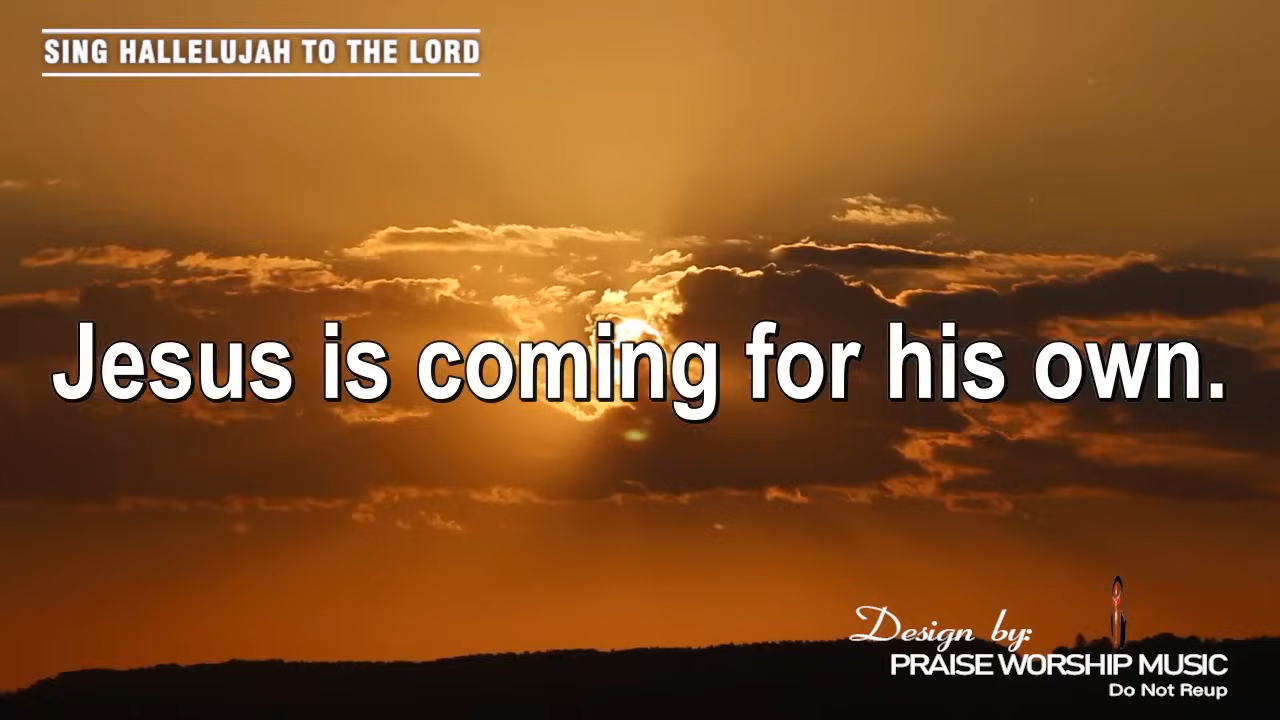 SING HALLELUJAH TO THE LORD
Jesus is coming for his own.
Design by:
PRAISE WORSHIP MUSIC
Do Not Reup